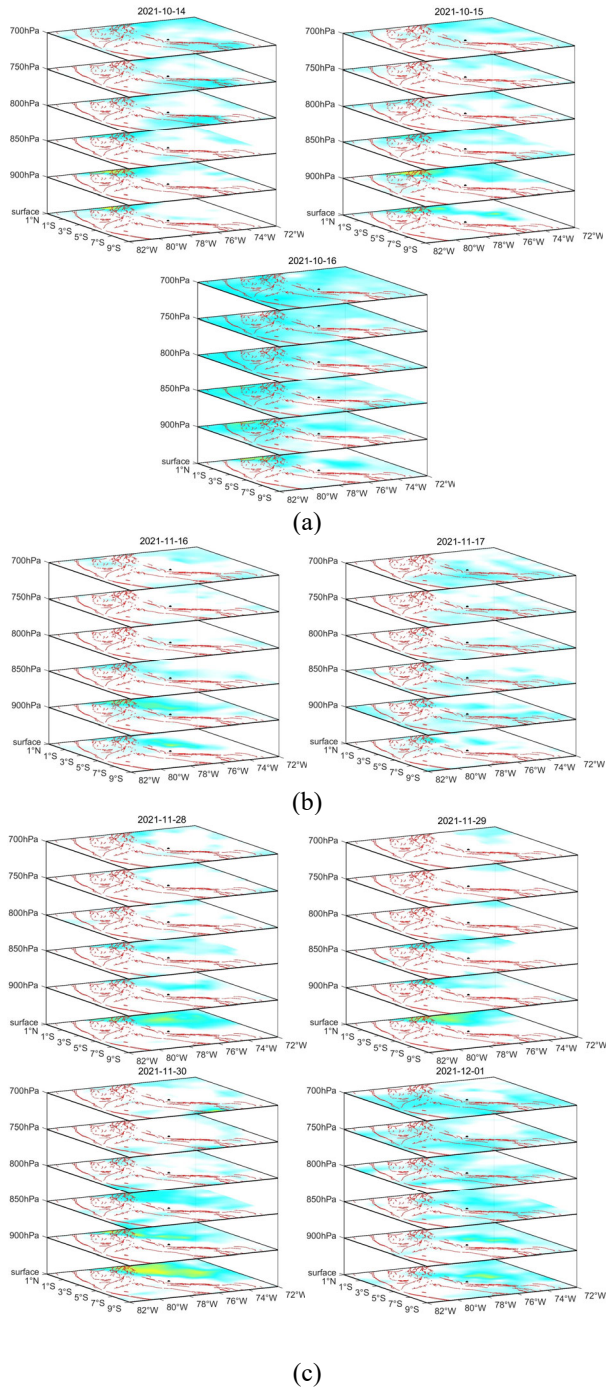 2021-10-14
700hPa
750hPa
800hPa
850hPa
900hPa
surface
1°N
1°S
3°S
5°S
7°S
9°S
82°W
80°W
78°W
76°W
74°W
72°W
2021-10-15
700hPa
750hPa
800hPa
850hPa
900hPa
surface
1°N
1°S
3°S
5°S
7°S
9°S
82°W
80°W
78°W
76°W
74°W
72°W
2021-10-16
700hPa
750hPa
800hPa
850hPa
900hPa
surface
1°N
1°S
3°S
5°S
7°S
9°S
82°W
80°W
78°W
76°W
74°W
72°W
(a)
2021-11-16
700hPa
750hPa
800hPa
850hPa
900hPa
surface
1°N
1°S
3°S
5°S
7°S
9°S
82°W
80°W
78°W
76°W
74°W
72°W
2021-11-17
700hPa
750hPa
800hPa
850hPa
900hPa
surface
1°N
1°S
3°S
5°S
7°S
9°S
82°W
80°W
78°W
76°W
74°W
72°W
(b)
2021-11-28
700hPa
750hPa
800hPa
850hPa
900hPa
surface
1°N
1°S
3°S
5°S
7°S
9°S
82°W
80°W
78°W
76°W
74°W
72°W
2021-11-29
700hPa
750hPa
800hPa
850hPa
900hPa
surface
1°N
1°S
3°S
5°S
7°S
9°S
82°W
80°W
78°W
76°W
74°W
72°W
2021-11-30
700hPa
750hPa
800hPa
850hPa
900hPa
surface
1°N
1°S
3°S
5°S
7°S
9°S
82°W
80°W
78°W
76°W
74°W
72°W
2021-12-01
700hPa
750hPa
800hPa
850hPa
900hPa
surface
1°N
1°S
3°S
5°S
7°S
9°S
82°W
80°W
78°W
76°W
74°W
72°W
(c)